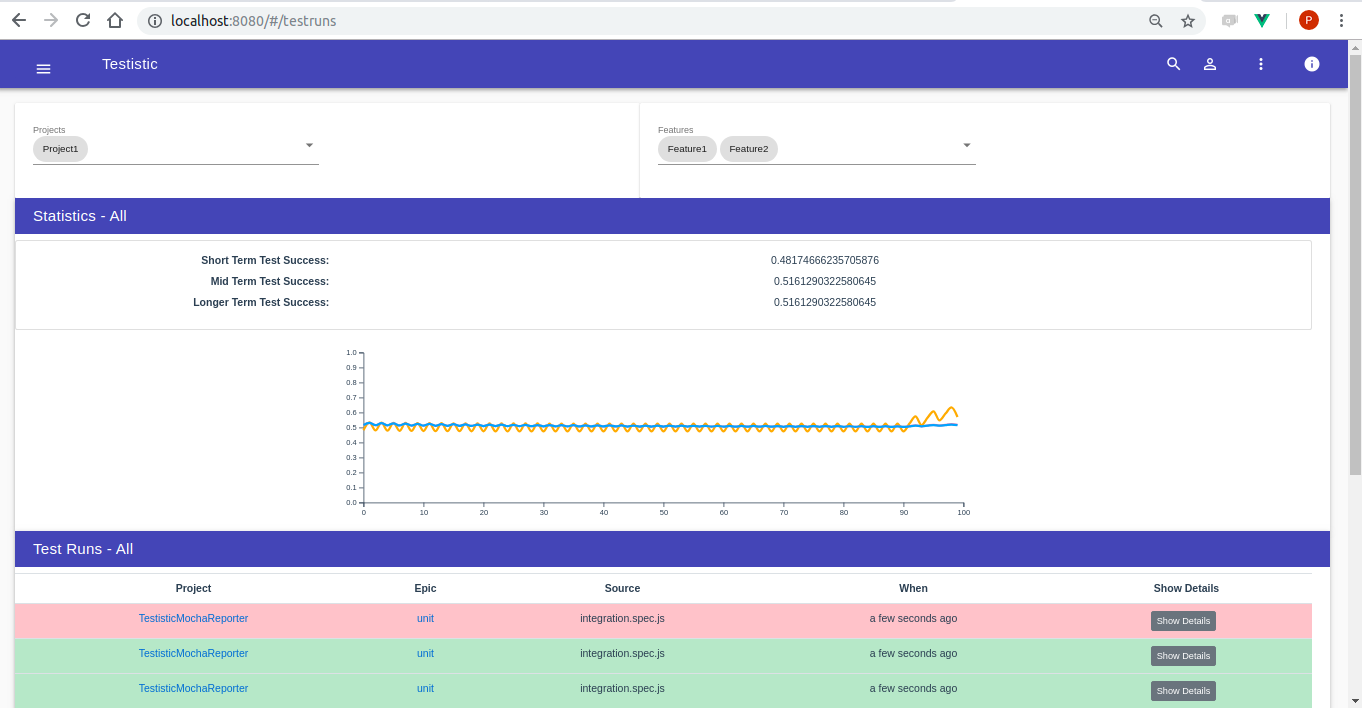 localhost:8080/#/testruns
P
Testistic
Projects
Project1
Features
Feature1 Feature2
Statistics - All
Short Term Test Success: 0.48174666235705876
Mid Term Test Success: 0.5161290322580645
Longer Term Test Success: 0.5161290322580645
1.0
0.9
0.8
0.7
0.6
0.5
0.4
0.3
0.2
0.1
0.0
0 10 20 30 40 50 60 70 80 90 100
Test Runs - All
Project Epic Source When Show Details
TestisticMochaReporter unit integration.spec.js a few seconds ago Show Details
TestisticMochaReporter unit integration.spec.js a few seconds ago Show Details
TestisticMochaReporter unit integration.spec.js a few seconds ago Show Details